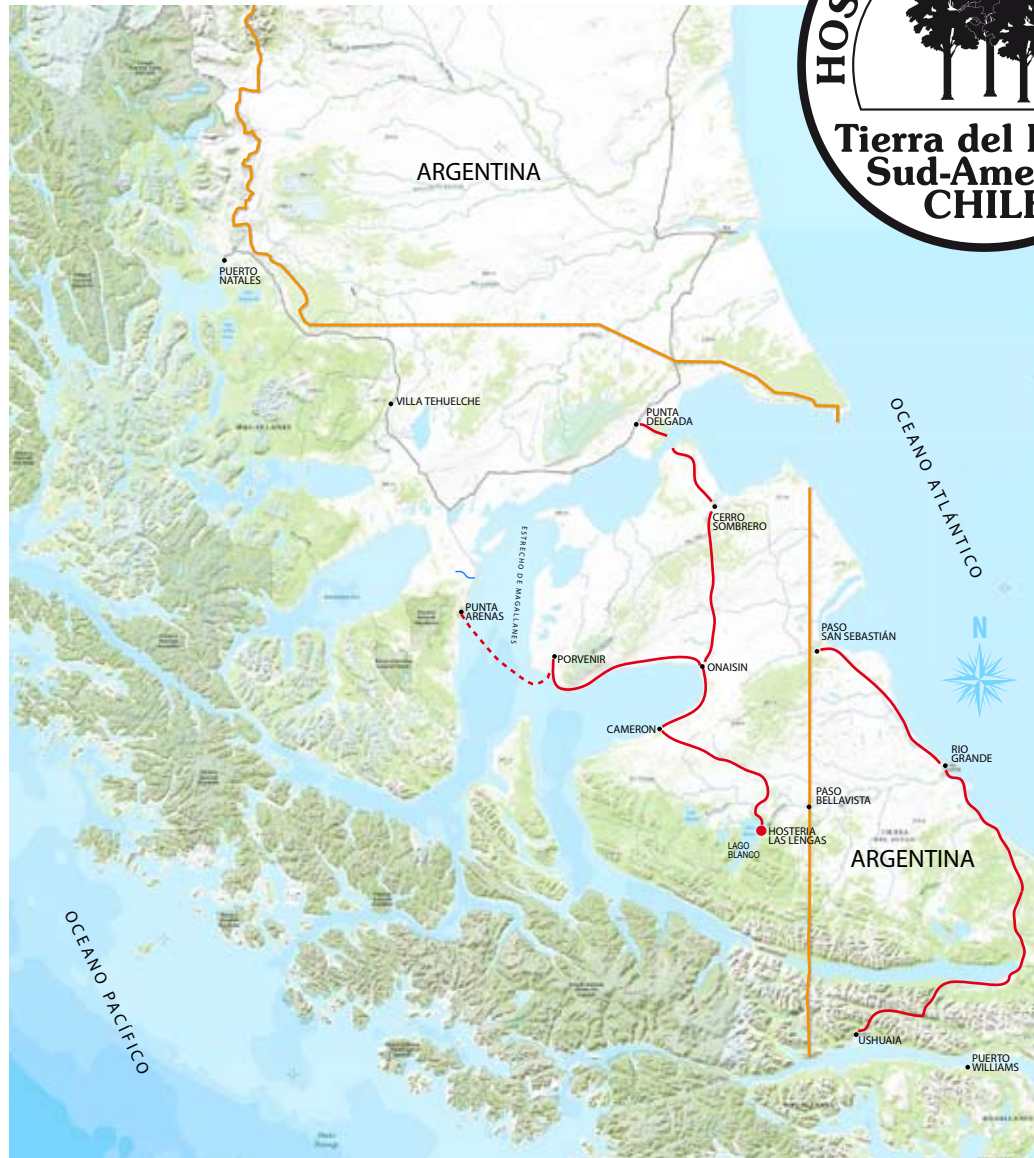 HOS
Tierra del
Sud-Ame
CHILE
ARGENTINA
PUERTO
NATALES
VILLA TEHUELCHE
PUNTA
DELGADA
OCEANO ATLÁNTICO
CERRO
SOMBRERO
ESTRECHO DE MAGALLANES
PUNTA
ARENAS
PASO
SAN SEBASTIÁN
N
PORVENIR
ONAISIN
CAMERON
RIO
GRANDE
PASO
BELLAVISTA
HOSTERIA
LAS LENGAS
LAGO
BLANCO
ARGENTINA
OCEANO PACÍFICO
USHUAIA
PUERTO
WILLIAMS